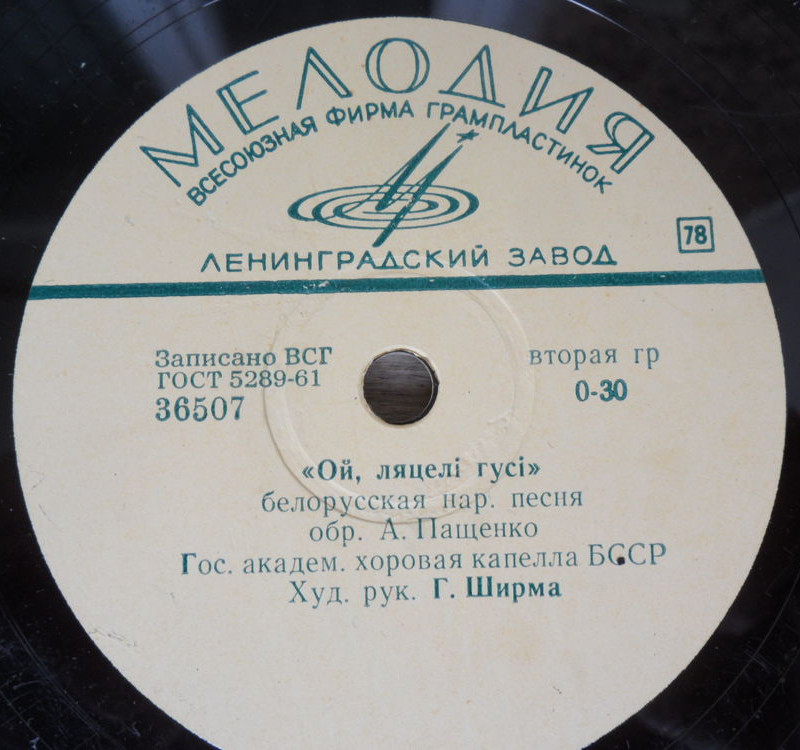 МЕЛОДИЯ
ВСЕСОЮЗНАЯ ФИРМА ГРАМПЛАСТИНОК
ЛЕНИНГРАДСКИЙ ЗАВОД
78
Записано ВСГ
ГОСТ 5289-61
36507
вторая гр
0-30
«Ой, ляцелі гусі»
белорусская нар. песня
обр. А. Пащенко
Гос. академ. хоровая капелла БССР
Худ. рук. Г. Ширма